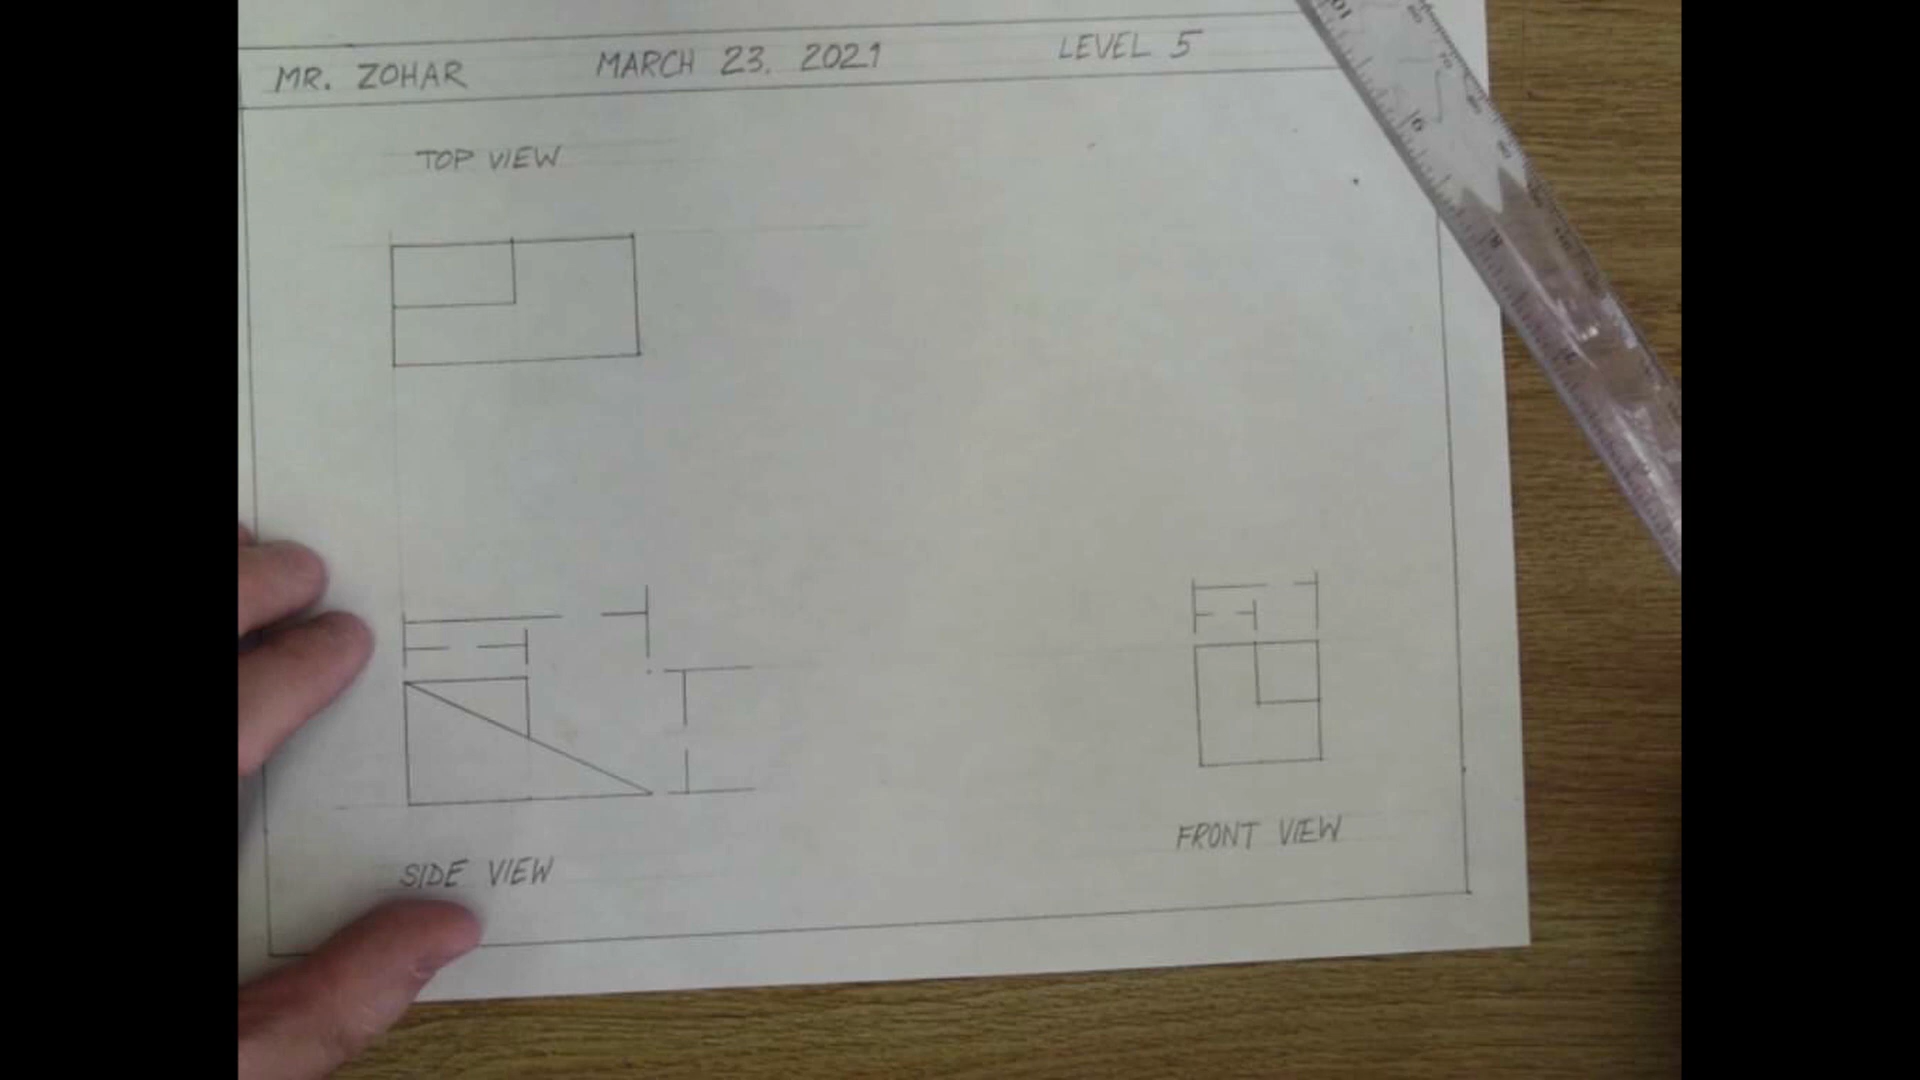 MR. ZOHAR MARCH 23. 2021 LEVEL 5
TOP VIEW
FRONT VIEW
SIDE VIEW